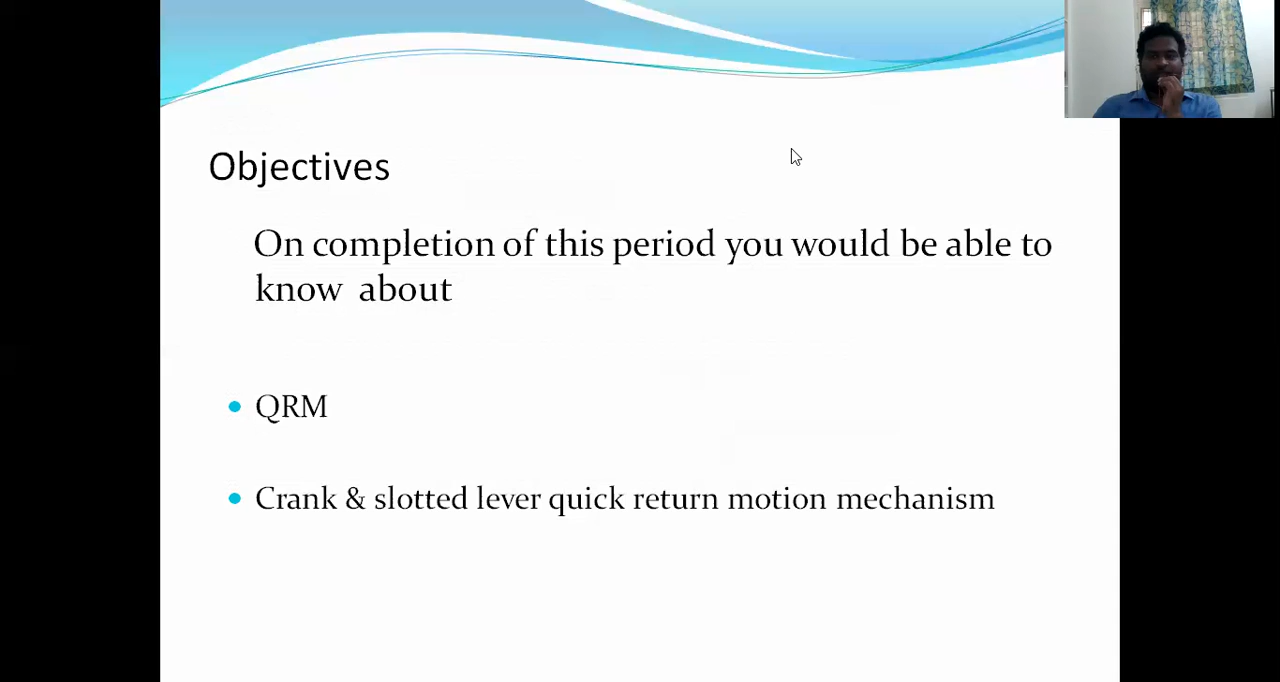 Objectives
On completion of this period you would be able to
know about
QRM
Crank & slotted lever quick return motion mechanism